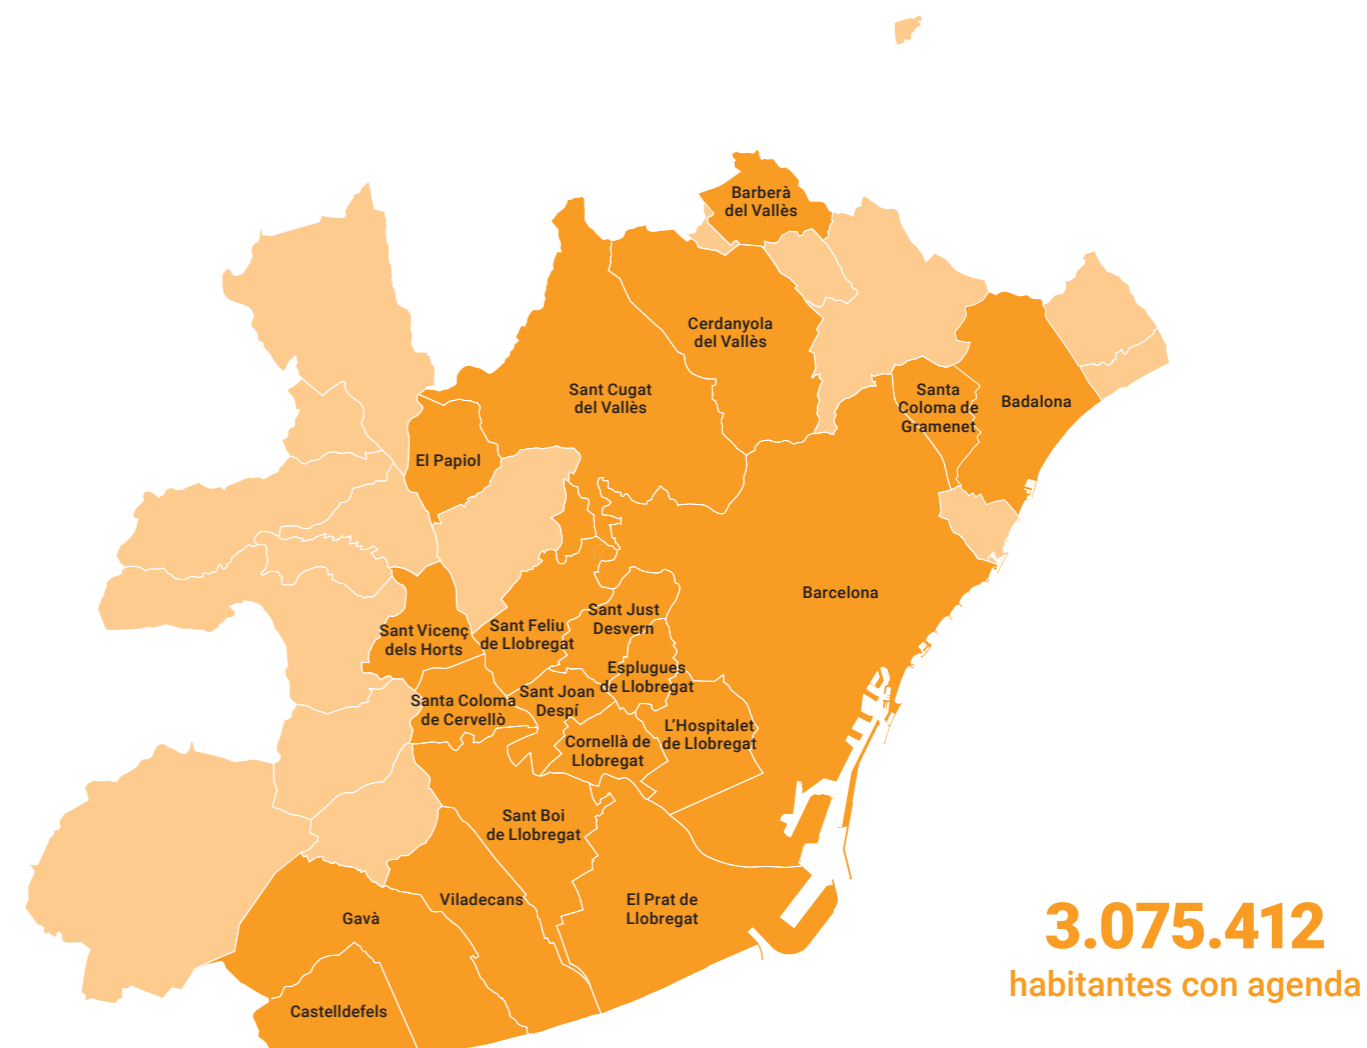 Barberà
del Vallès
Cerdanyola
del Vallès
Sant Cugat
del Vallès
Santa
Coloma de
Gramenet
Badalona
El Papiol
Barcelona
Sant Vicenç
dels Horts
Sant Feliu
de Llobregat
Sant Just
Desvern
Esplugues
de Llobregat
Santa Coloma
de Cervellò
Sant Joan
Despí
L'Hospitalet
de Llobregat
Cornellà de
Llobregat
Sant Boi
de Llobregat
Viladecans
El Prat de
Llobregat
Gavà
Castelldefels
3.075.412
habitantes con agenda